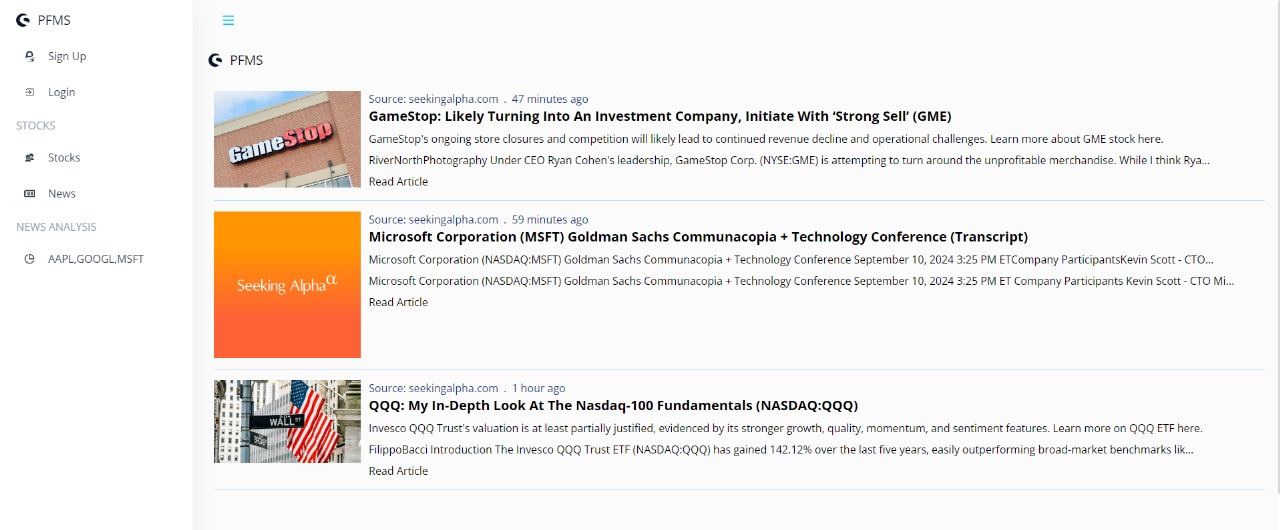 PFMS
Sign Up
Login
STOCKS
Stocks
News
NEWS ANALYSIS
AAPL,GOOGL,MSFT
PFMS
GameStop
Source: seekingalpha.com . 47 minutes ago
GameStop: Likely Turning Into An Investment Company, Initiate With ‘Strong Sell’ (GME)
GameStop's ongoing store closures and competition will likely lead to continued revenue decline and operational challenges. Learn more about GME stock here.
RiverNorthPhotography Under CEO Ryan Cohen's leadership, GameStop Corp. (NYSE:GME) is attempting to turn around the unprofitable merchandise. While I think Rya...
Read Article
Seeking Alpha α
Source: seekingalpha.com . 59 minutes ago
Microsoft Corporation (MSFT) Goldman Sachs Communacopia + Technology Conference (Transcript)
Microsoft Corporation (NASDAQ:MSFT) Goldman Sachs Communacopia + Technology Conference September 10, 2024 3:25 PM ETCompany ParticipantsKevin Scott - CTO...
Microsoft Corporation (NASDAQ:MSFT) Goldman Sachs Communacopia + Technology Conference September 10, 2024 3:25 PM ET Company Participants Kevin Scott - CTO Mi...
Read Article
WALL ST
Source: seekingalpha.com . 1 hour ago
QQQ: My In-Depth Look At The Nasdaq-100 Fundamentals (NASDAQ:QQQ)
Invesco QQQ Trust's valuation is at least partially justified, evidenced by its stronger growth, quality, momentum, and sentiment features. Learn more on QQQ ETF here.
FilippoBacci Introduction The Invesco QQQ Trust ETF (NASDAQ:QQQ) has gained 142.12% over the last five years, easily outperforming broad-market benchmarks lik...
Read Article